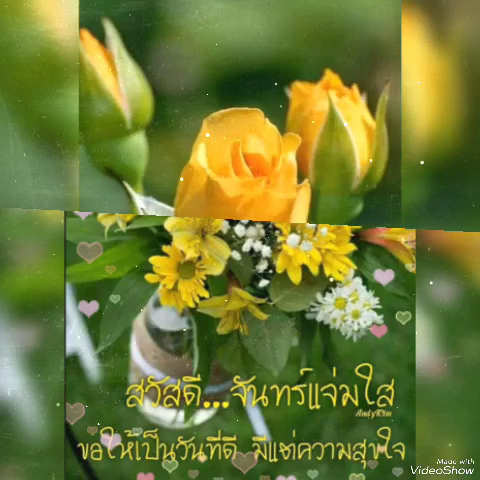 สวัสดี...จันทร์แจ่มใส
AndyKim
ขอให้เป็นวันที่ดี มีแต่ความสุขใจ
Made with
VideoShow